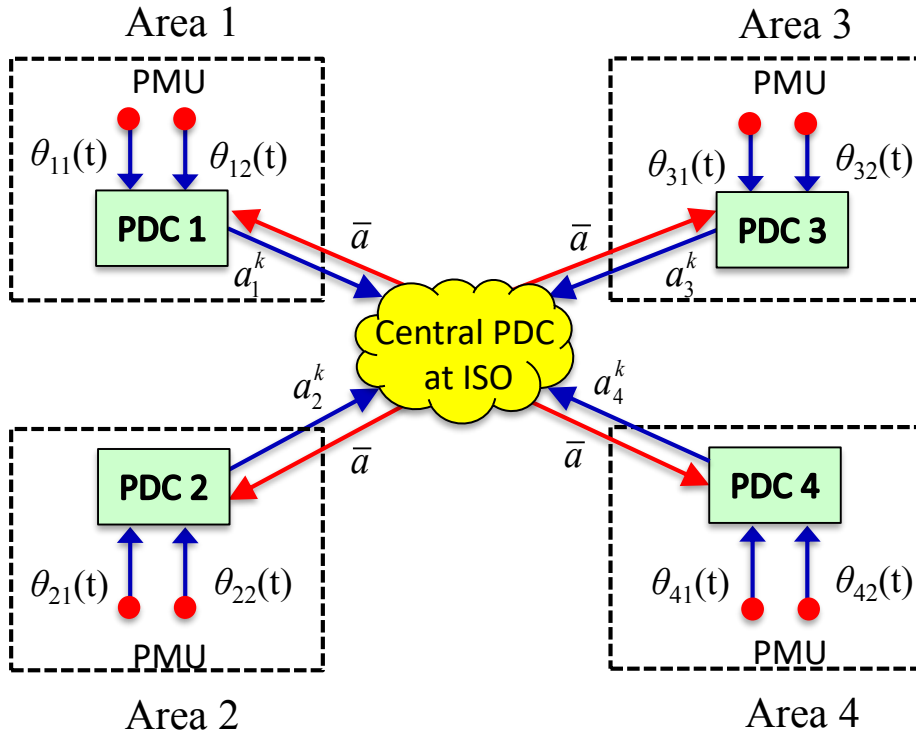 Area 1
PMU
θ₁₁(t)
θ₁₂(t)
PDC 1
a̅
a₁ᵏ
Area 3
PMU
θ₃₁(t)
θ₃₂(t)
PDC 3
a̅
a₃ᵏ
Central PDC
at ISO
a₂ᵏ
a̅
PDC 2
θ₂₁(t)
θ₂₂(t)
PMU
Area 2
a₄ᵏ
a̅
PDC 4
θ₄₁(t)
θ₄₂(t)
PMU
Area 4